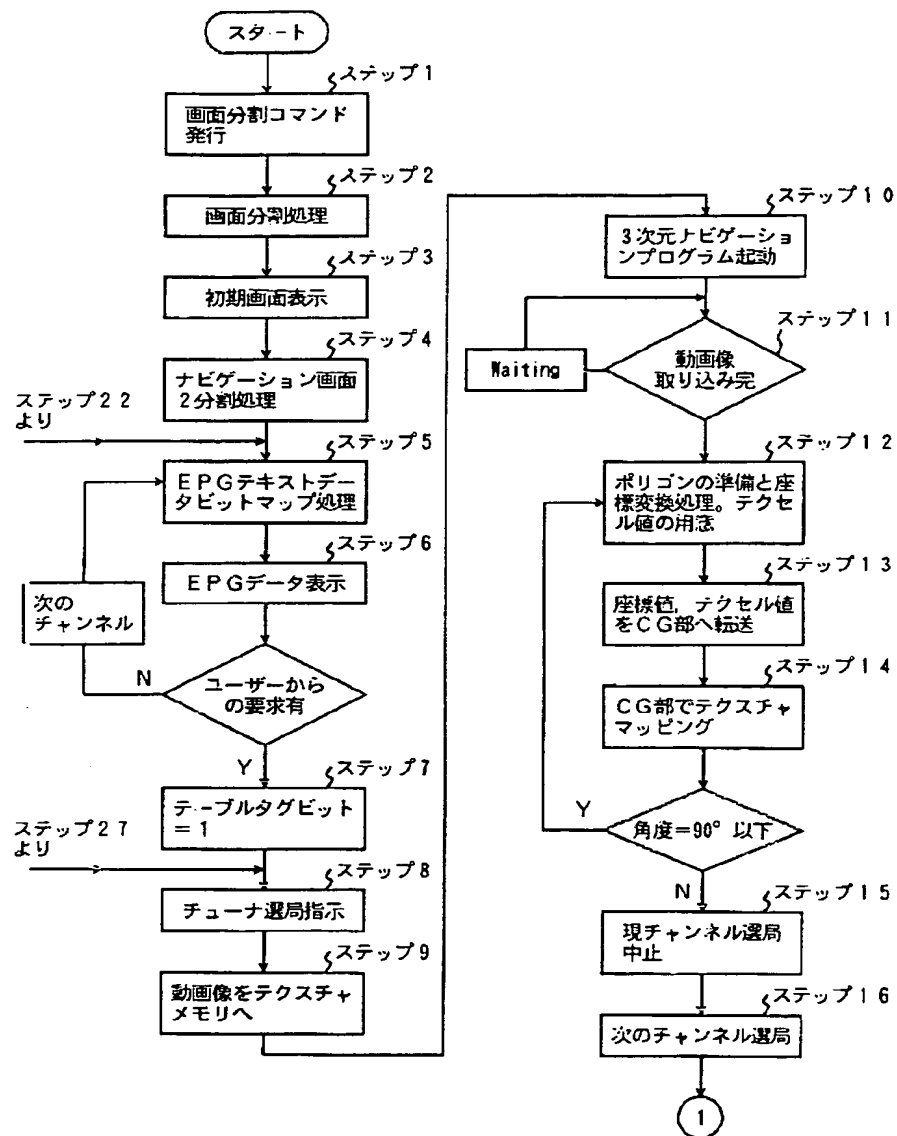 スタート
ステップ1
画面分割コマンド
発行
ステップ2
画面分割処理
ステップ3
初期画面表示
ステップ4
ナビゲーション画面
2分割処理
ステップ22
より
ステップ5
EPGテキストデー
タビットマップ処理
ステップ6
EPGデータ表示
次の
チャンネル
N
ユーザーから
の要求有
Y
ステップ7
テーブルタグビット
=1
ステップ27
より
ステップ8
チューナ選局指示
ステップ9
動画像をテクスチャ
メモリへ
ステップ10
3次元ナビゲーショ
ンプログラム起動
ステップ11
Waiting
動画像
取り込み完
ステップ12
ポリゴンの準備と座
標変換処理。テクセ
ル値の用意
ステップ13
座標値,テクセル値
をCG部へ転送
ステップ14
CG部でテクスチャ
マッピング
Y
角度=90°以下
N
ステップ15
現チャンネル選局
中止
ステップ16
次のチャンネル選局
1